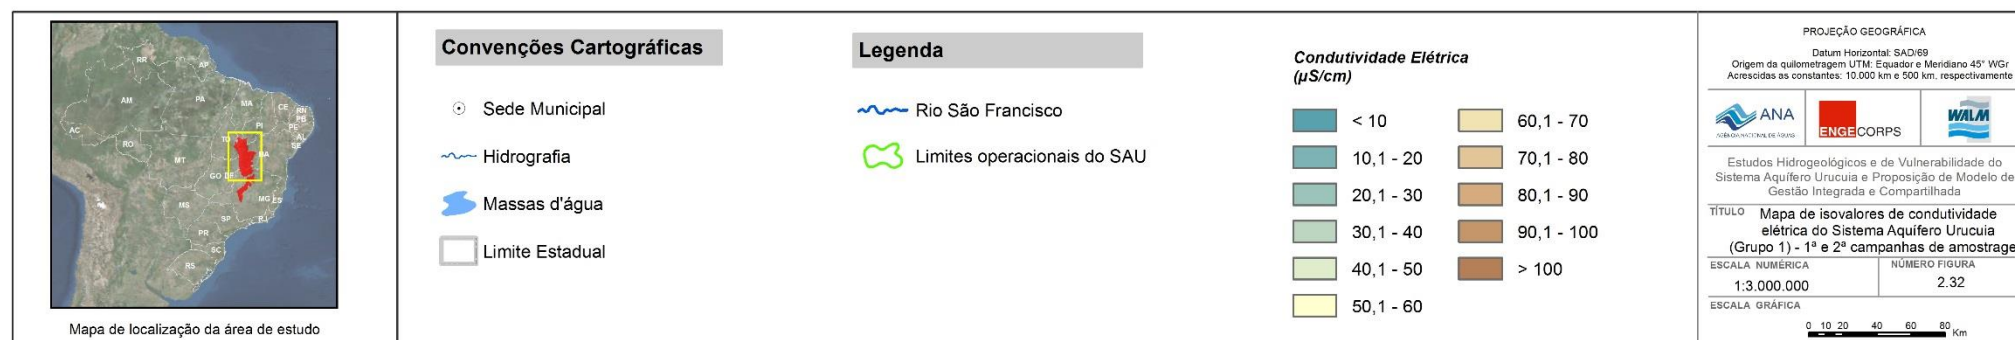 RR
AP
AM
PA
MA
CE
RN
PB
PE
AL
SE
PI
AC
RO
TO
BA
MT
GO
DF
MG
ES
MS
SP
RJ
PR
SC
RS
Mapa de localização da área de estudo
Convenções Cartográficas
Sede Municipal
Hidrografia
Massas d'água
Limite Estadual
Legenda
Rio São Francisco
Limites operacionais do SAU
Condutividade Elétrica
(µS/cm)
< 10
10,1 - 20
20,1 - 30
30,1 - 40
40,1 - 50
50,1 - 60
60,1 - 70
70,1 - 80
80,1 - 90
90,1 - 100
> 100
PROJEÇÃO GEOGRÁFICA
Datum Horizontal: SAD/69
Origem da quilometragem UTM: Equador e Meridiano 45° WGr
Acrescidas as constantes: 10.000 km e 500 km, respectivamente
ANA
AGÊNCIA NACIONAL DE ÁGUAS
ENGECORPS
WALM
Estudos Hidrogeológicos e de Vulnerabilidade do
Sistema Aquífero Urucuia e Proposição de Modelo de
Gestão Integrada e Compartilhada
TÍTULO Mapa de isovalores de condutividade
elétrica do Sistema Aquífero Urucuia
(Grupo 1) - 1ª e 2ª campanhas de amostrage
ESCALA NUMÉRICA
1:3.000.000
NÚMERO FIGURA
2.32
ESCALA GRÁFICA
0 10 20 40 60 80 Km